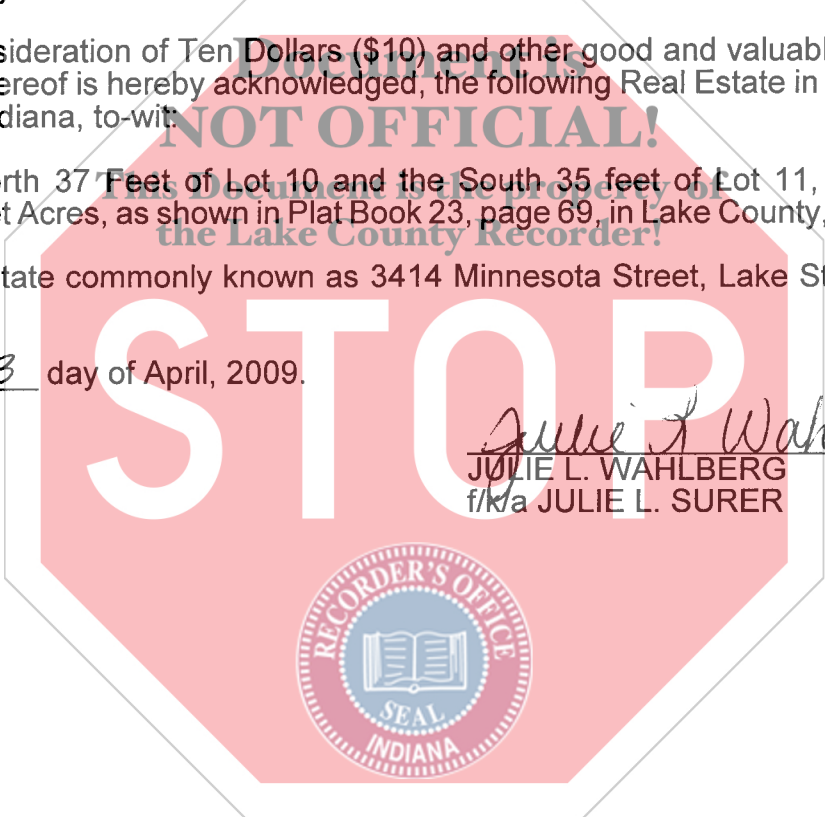 sideration of Ten Dollars ($10) and other good and valuabl
Document is
ereof is hereby acknowledged, the following Real Estate in
diana, to-wit:
NOT OFFICIAL!
rth 37 Feet of Lot 10 and the South 35 feet of Lot 11,
This Document is the property of
t Acres, as shown in Plat Book 23, page 69, in Lake County,
the Lake County Recorder!
tate commonly known as 3414 Minnesota Street, Lake St
STOP
3 day of April, 2009.
Julie L Wah
JULIE L. WAHLBERG
f/k/a JULIE L. SURER
RECORDER'S OFFICE
SEAL
INDIANA